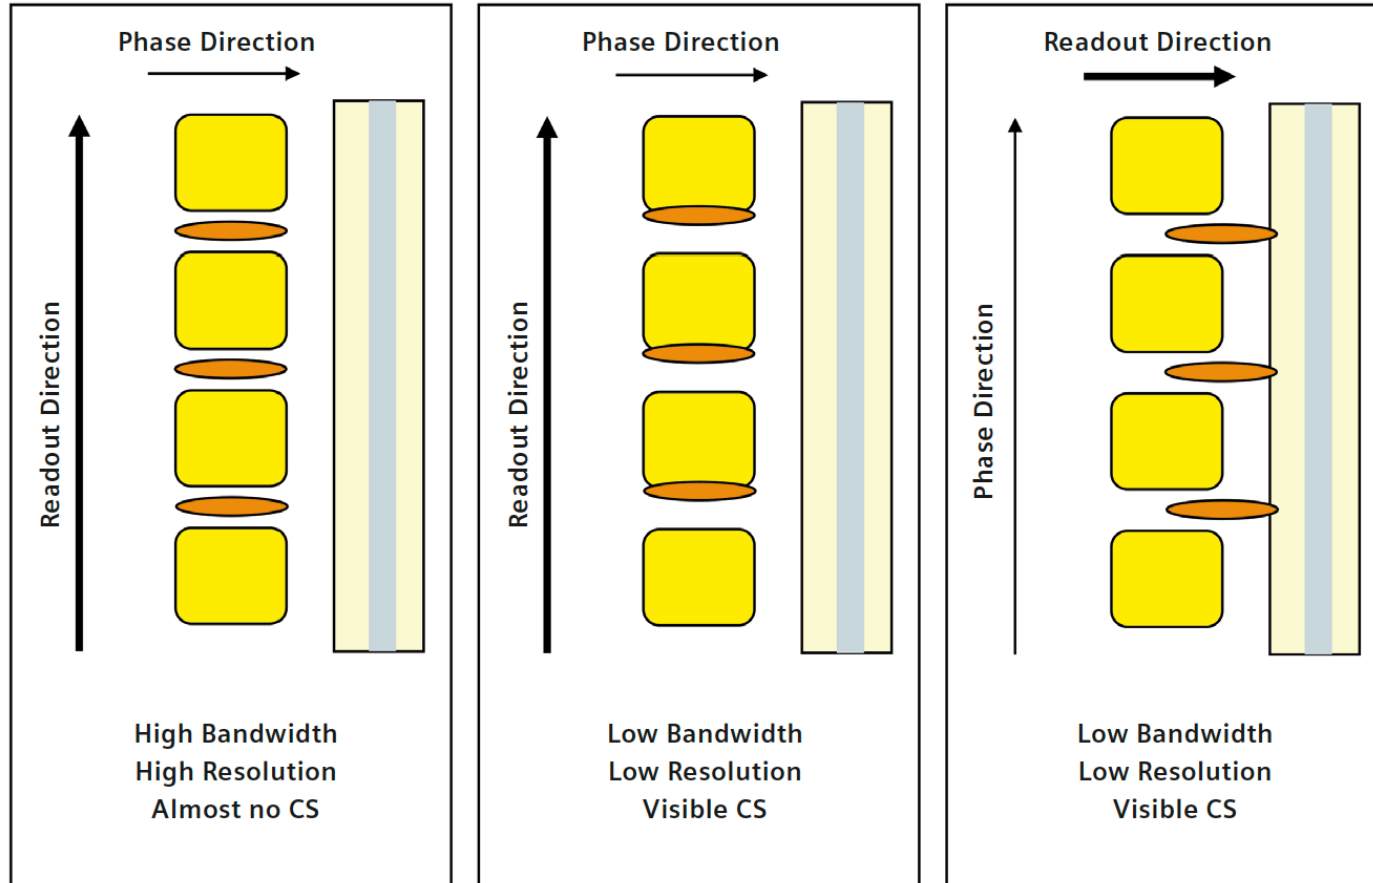 Phase Direction
Readout Direction
High Bandwidth
High Resolution
Almost no CS
Phase Direction
Readout Direction
Low Bandwidth
Low Resolution
Visible CS
Readout Direction
Phase Direction
Low Bandwidth
Low Resolution
Visible CS